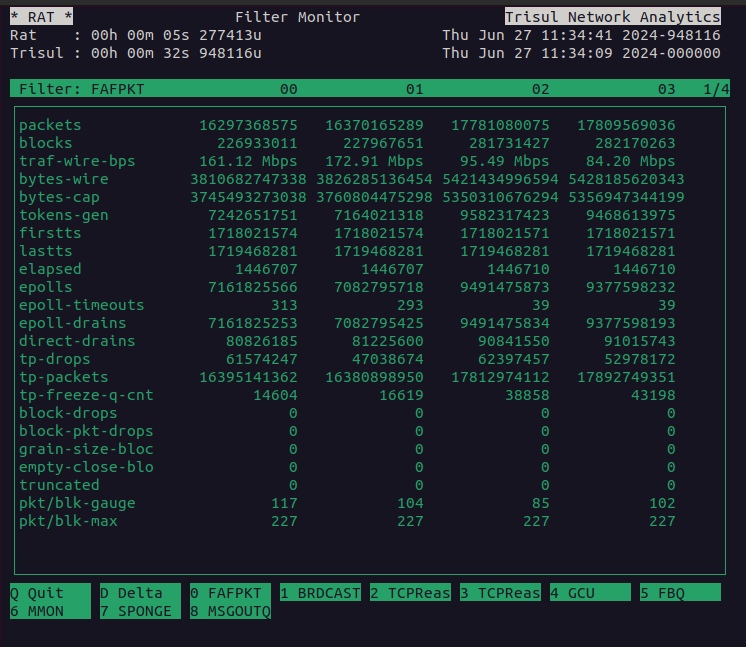 * RAT * Filter Monitor Trisul Network Analytics
Rat : 00h 00m 05s 277413u Thu Jun 27 11:34:41 2024-948116
Trisul : 00h 00m 32s 948116u Thu Jun 27 11:34:09 2024-000000
Filter: FAFPKT 00 01 02 03 1/4
packets 16297368575 16370165289 17781080075 17809569036
blocks 226933011 227967651 281731427 282170263
traf-wire-bps 161.12 Mbps 172.91 Mbps 95.49 Mbps 84.20 Mbps
bytes-wire 3810682747338 3826285136454 5421434996594 5428185620343
bytes-cap 3745493273038 3760804475298 5350310676294 5356947344199
tokens-gen 7242651751 7164021318 9582317423 9468613975
firstts 1718021574 1718021574 1718021571 1718021571
lastts 1719468281 1719468281 1719468281 1719468281
elapsed 1446707 1446707 1446710 1446710
epolls 7161825566 7082795718 9491475873 9377598232
epoll-timeouts 313 293 39 39
epoll-drains 7161825253 7082795425 9491475834 9377598193
direct-drains 80826185 81225600 90841550 91015743
tp-drops 61574247 47038674 62397457 52978172
tp-packets 16395141362 16380898950 17812974112 17892749351
tp-freeze-q-cnt 14604 16619 38858 43198
block-drops 0 0 0 0
block-pkt-drops 0 0 0 0
grain-size-bloc 0 0 0 0
empty-close-blo 0 0 0 0
truncated 0 0 0 0
pkt/blk-gauge 117 104 85 102
pkt/blk-max 227 227 227 227
Q Quit D Delta 0 FAFPKT 1 BRDCAST 2 TCPReas 3 TCPReas 4 GCU 5 FBQ
6 MMON 7 SPONGE 8 MSGOUTQ